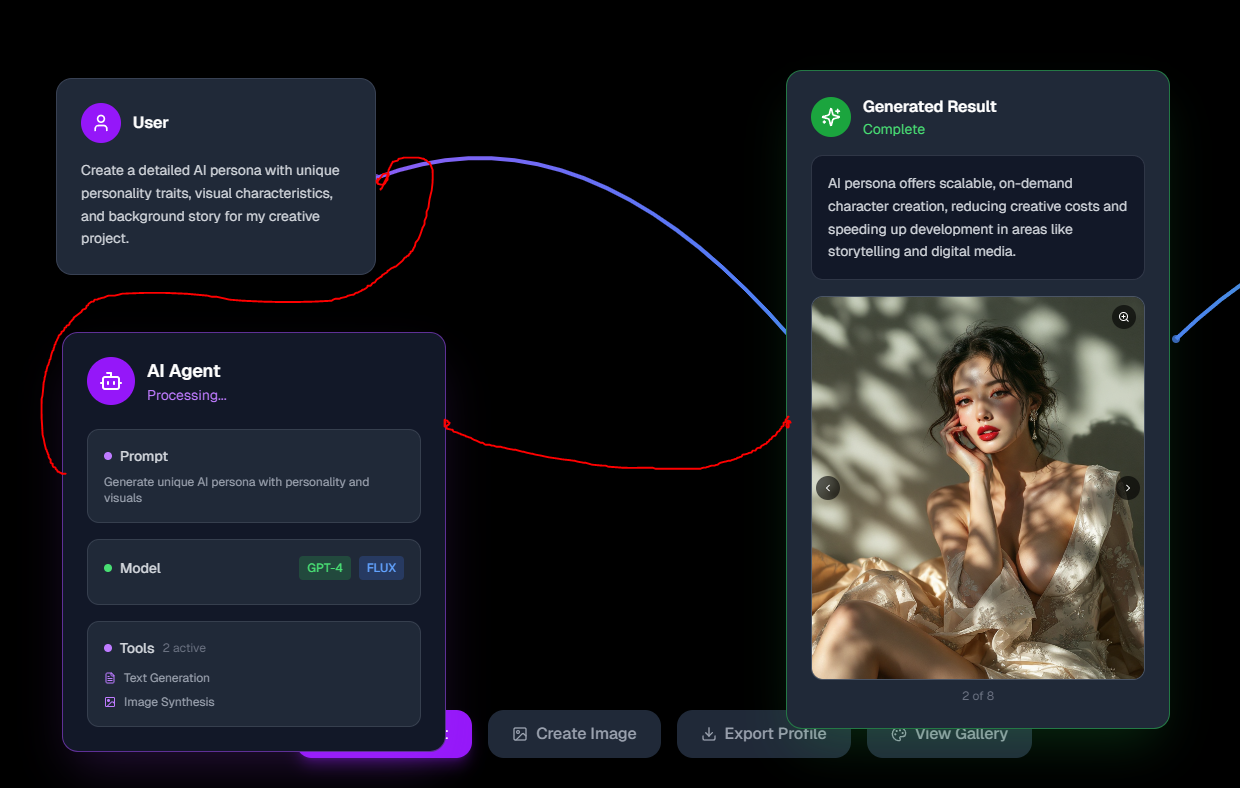 User
Create a detailed AI persona with unique
personality traits, visual characteristics,
and background story for my creative
project.
AI Agent
Processing...
Prompt
Generate unique AI persona with personality and
visuals
Model
GPT-4
FLUX
Tools
2 active
Text Generation
Image Synthesis
Generated Result
Complete
AI persona offers scalable, on-demand
character creation, reducing creative costs and
speeding up development in areas like
storytelling and digital media.
2 of 8
Create Image
Export Profile
View Gallery